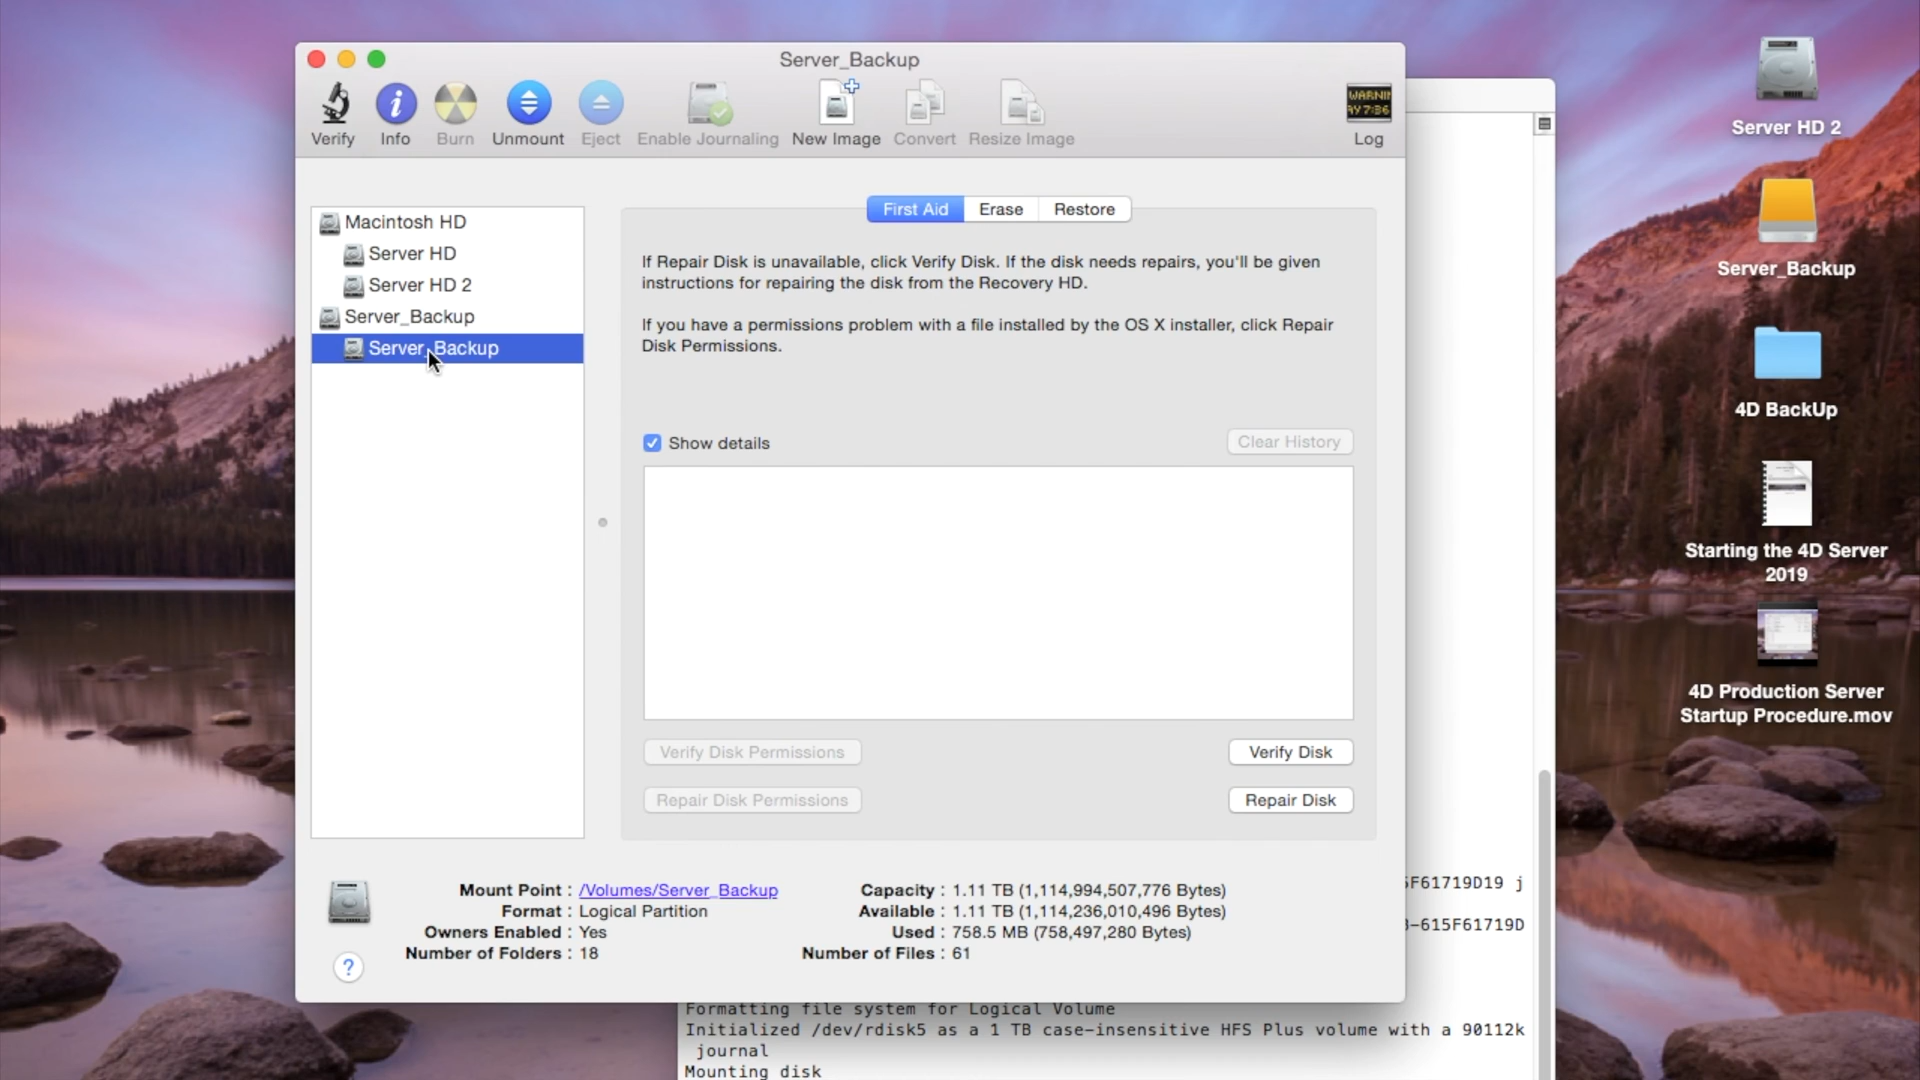 Server_Backup
Verify
Info
Burn
Unmount
Eject
Enable Journaling
New Image
Convert
Resize Image
WARNIN
AY 7:36
Log
Macintosh HD
Server HD
Server HD 2
Server_Backup
Server_Backup
First Aid
Erase
Restore
If Repair Disk is unavailable, click Verify Disk. If the disk needs repairs, you'll be given
instructions for repairing the disk from the Recovery HD.
If you have a permissions problem with a file installed by the OS X installer, click Repair
Disk Permissions.
Show details
Clear History
Verify Disk Permissions
Verify Disk
Repair Disk Permissions
Repair Disk
Mount Point : /Volumes/Server_Backup
Format : Logical Partition
Owners Enabled : Yes
Number of Folders : 18
Capacity : 1.11 TB (1,114,994,507,776 Bytes)
Available : 1.11 TB (1,114,236,010,496 Bytes)
Used : 758.5 MB (758,497,280 Bytes)
Number of Files : 61
?
5F61719D19 j
-615F61719D
Formatting file system for Logical Volume
Initialized /dev/rdisk5 as a 1 TB case-insensitive HFS Plus volume with a 90112k
journal
Mounting disk
Server HD 2
Server_Backup
4D BackUp
Starting the 4D Server
2019
4D Production Server
Startup Procedure.mov